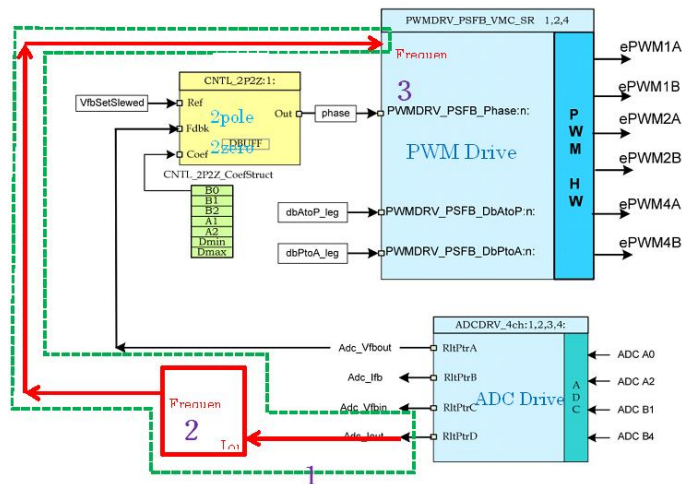 PWMDRV_PSFB_VMC_SR 1,2,4
Frequen
3
PWMDRV_PSFB_Phase:n:
PWM Drive
PWMDRV_PSFB_DbAtoP:n:
PWMDRV_PSFB_DbPtoA:n:
PWM HW
ePWM1A
ePWM1B
ePWM2A
ePWM2B
ePWM4A
ePWM4B
CNTL_2P2Z:1:
VfbSetSlewed
Ref
Fdbk
Coef
Out
2pole
2zero
DBUFF
phase
CNTL_2P2Z_CoefStruct
B0
B1
B2
A1
A2
Dmin
Dmax
dbAtoP_leg
dbPtoA_leg
ADCDRV_4ch:1,2,3,4:
Adc_Vfbout
RltPtrA
ADC A0
Adc_Ifb
RltPtrB
ADC A2
Adc_Vfbin
RltPtrC
ADC B1
Adc_Iout
RltPtrD
ADC B4
ADC Drive
ADC
Frequen
2
1